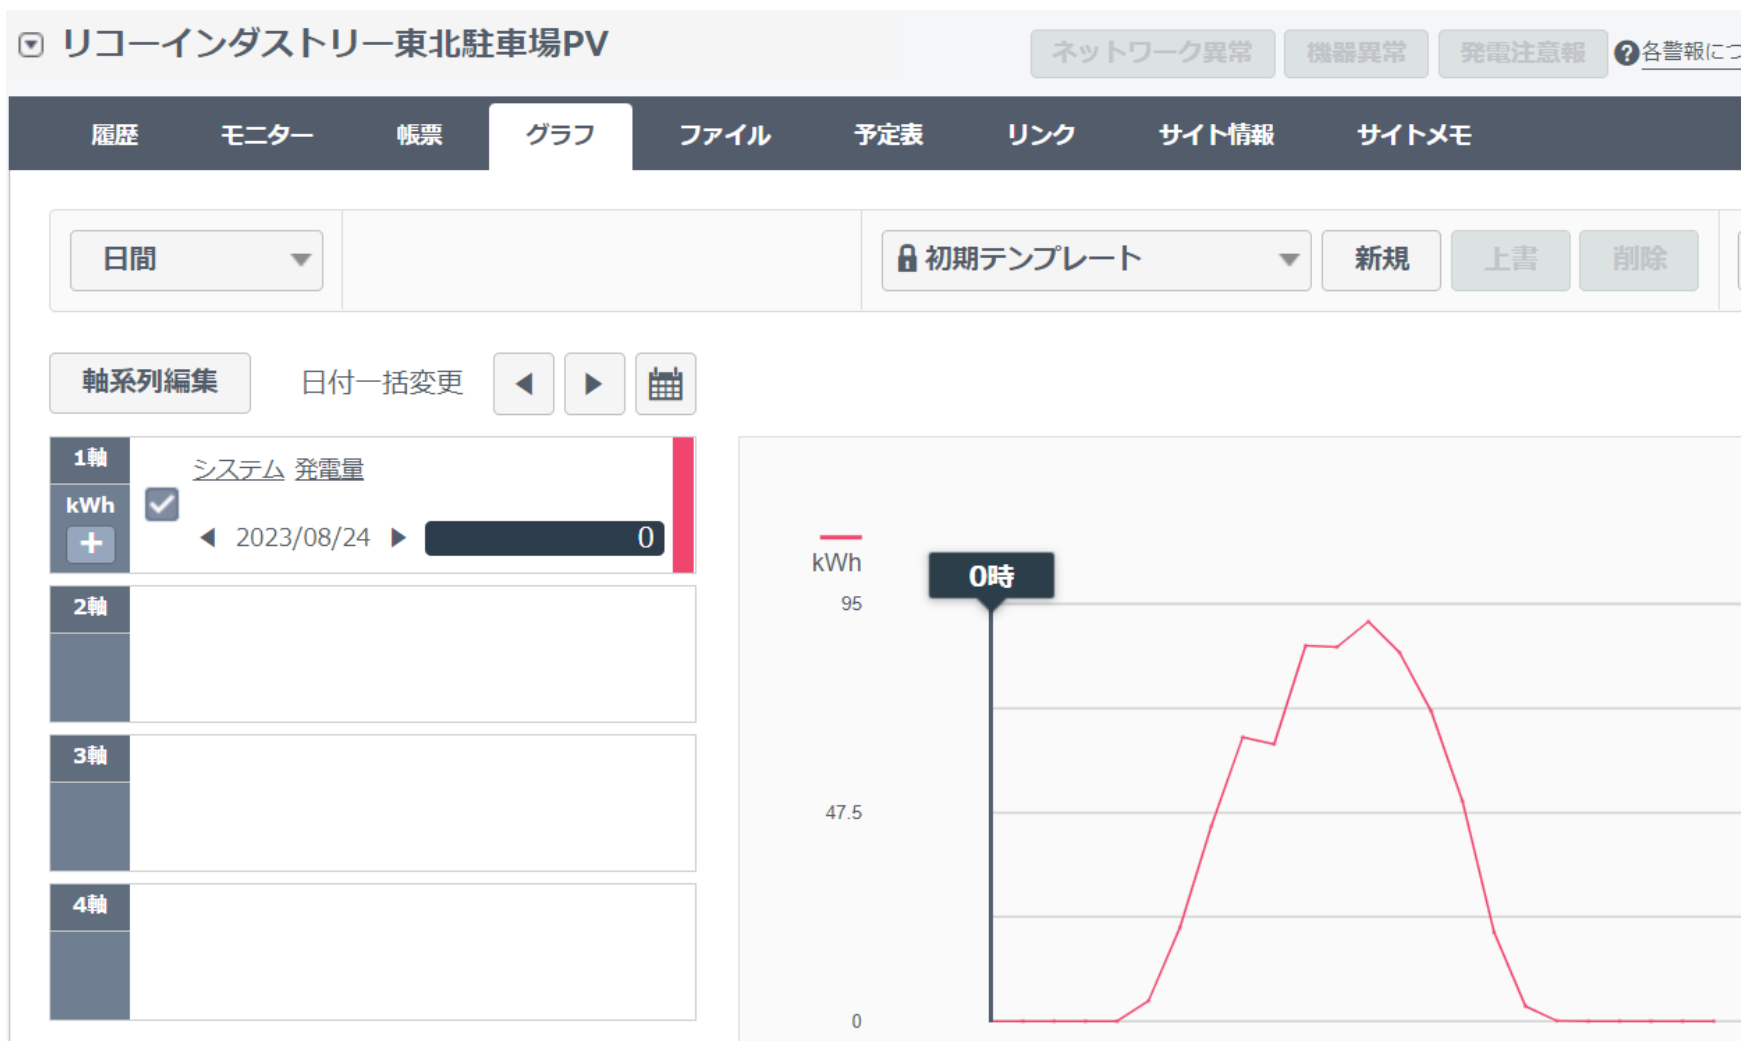 リコーインダストリー東北駐車場PV
ネットワーク異常 機器異常 発電注意報 ? 各警報につ
履歴 モニター 帳票 グラフ ファイル 予定表 リンク サイト情報 サイトメモ
日間 初期テンプレート 新規 上書 削除
軸系列編集 日付一括変更
1軸
システム 発電量
kWh
2023/08/24 0
+
2軸
3軸
4軸
kWh
0時
95
47.5
0